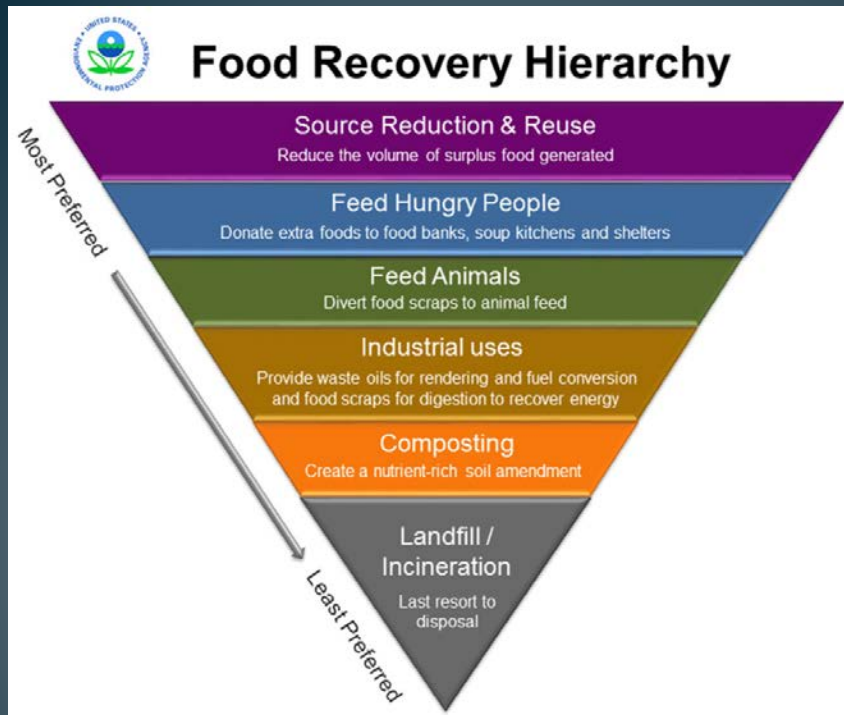 UNITED STATES
ENVIRONMENTAL PROTECTION AGENCY
Food Recovery Hierarchy
Most Preferred
Source Reduction & Reuse
Reduce the volume of surplus food generated
Feed Hungry People
Donate extra foods to food banks, soup kitchens and shelters
Feed Animals
Divert food scraps to animal feed
Industrial uses
Provide waste oils for rendering and fuel conversion
and food scraps for digestion to recover energy
Composting
Create a nutrient-rich soil amendment
Landfill /
Incineration
Last resort to
disposal
Least Preferred